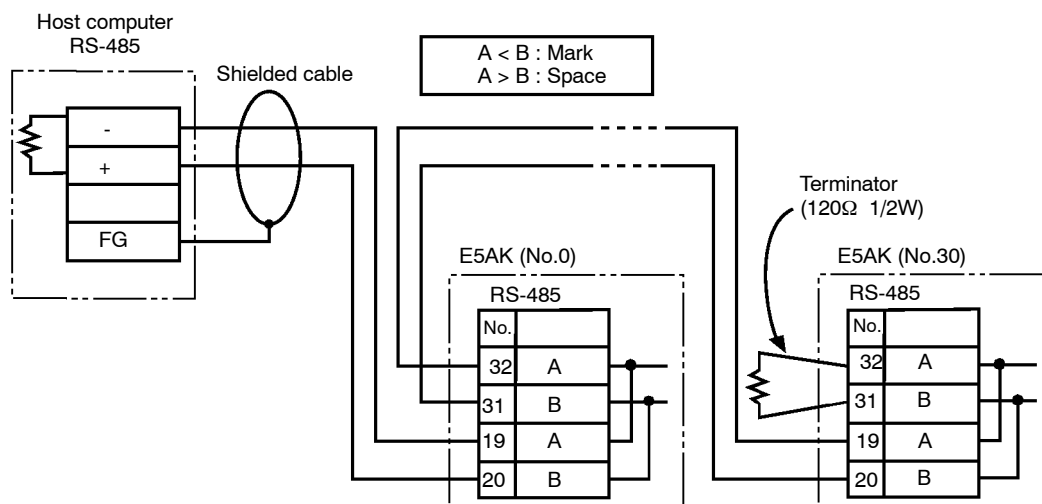 Host computer
RS-485
A < B : Mark
A > B : Space
Shielded cable
-
+
FG
Terminator
(120Ω 1/2W)
E5AK (No.0)
RS-485
No.
32 A
31 B
19 A
20 B
E5AK (No.30)
RS-485
No.
32 A
31 B
19 A
20 B